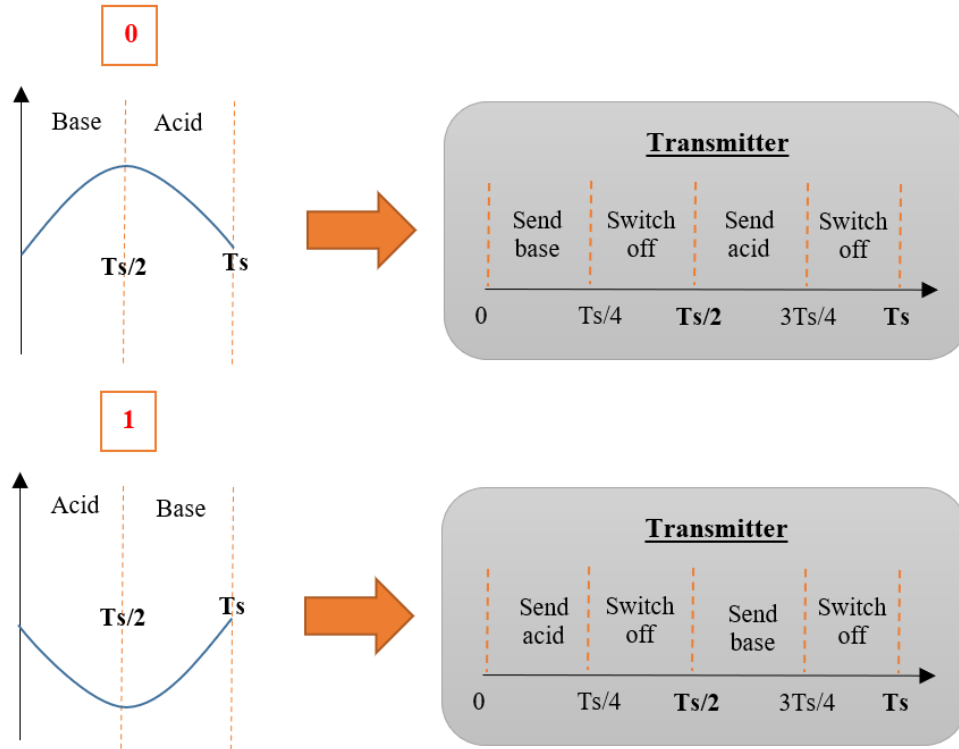 0
Base Acid
Ts/2 Ts
Transmitter
Send base Switch off Send acid Switch off
0 Ts/4 Ts/2 3Ts/4 Ts
1
Acid Base
Ts/2 Ts
Transmitter
Send acid Switch off Send base Switch off
0 Ts/4 Ts/2 3Ts/4 Ts